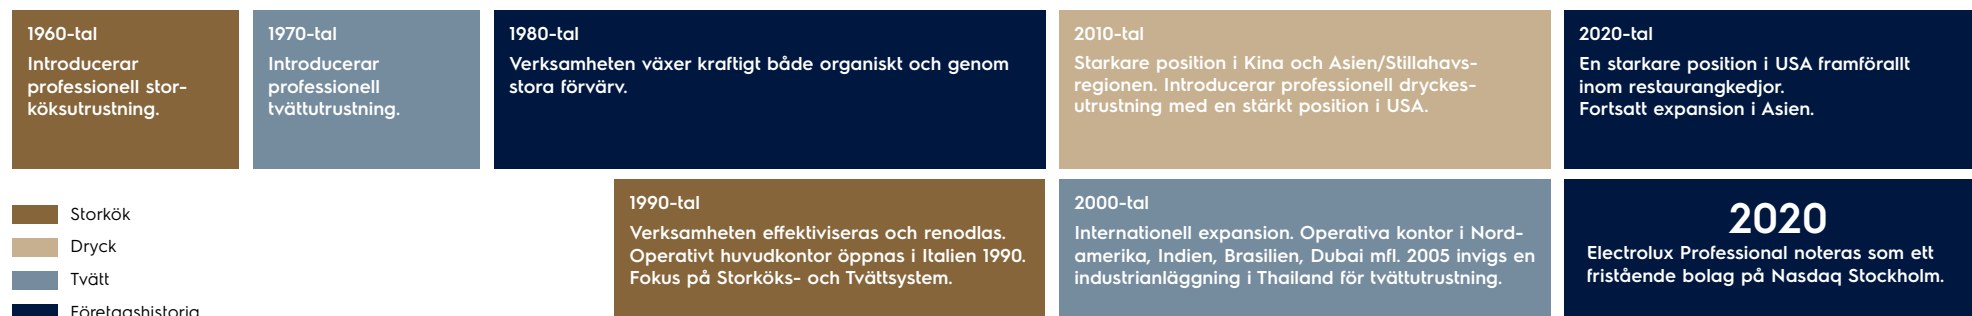 1960-tal
Introducerar
professionell stor-
köksutrustning.
1970-tal
Introducerar
professionell
tvättutrustning.
1980-tal
Verksamheten växer kraftigt både organiskt och genom
stora förvärv.
2010-tal
Starkare position i Kina och Asien/Stillahavs-
regionen. Introducerar professionell dryckes-
utrustning med en stärkt position i USA.
2020-tal
En starkare position i USA framförallt
inom restaurangkedjor.
Fortsatt expansion i Asien.
Storkök
Dryck
Tvätt
Företagshistoria
1990-tal
Verksamheten effektiviseras och renodlas.
Operativt huvudkontor öppnas i Italien 1990.
Fokus på Storköks- och Tvättsystem.
2000-tal
Internationell expansion. Operativa kontor i Nord-
amerika, Indien, Brasilien, Dubai mfl. 2005 invigs en
industrianläggning i Thailand för tvättutrustning.
2020
Electrolux Professional noteras som ett
fristående bolag på Nasdaq Stockholm.